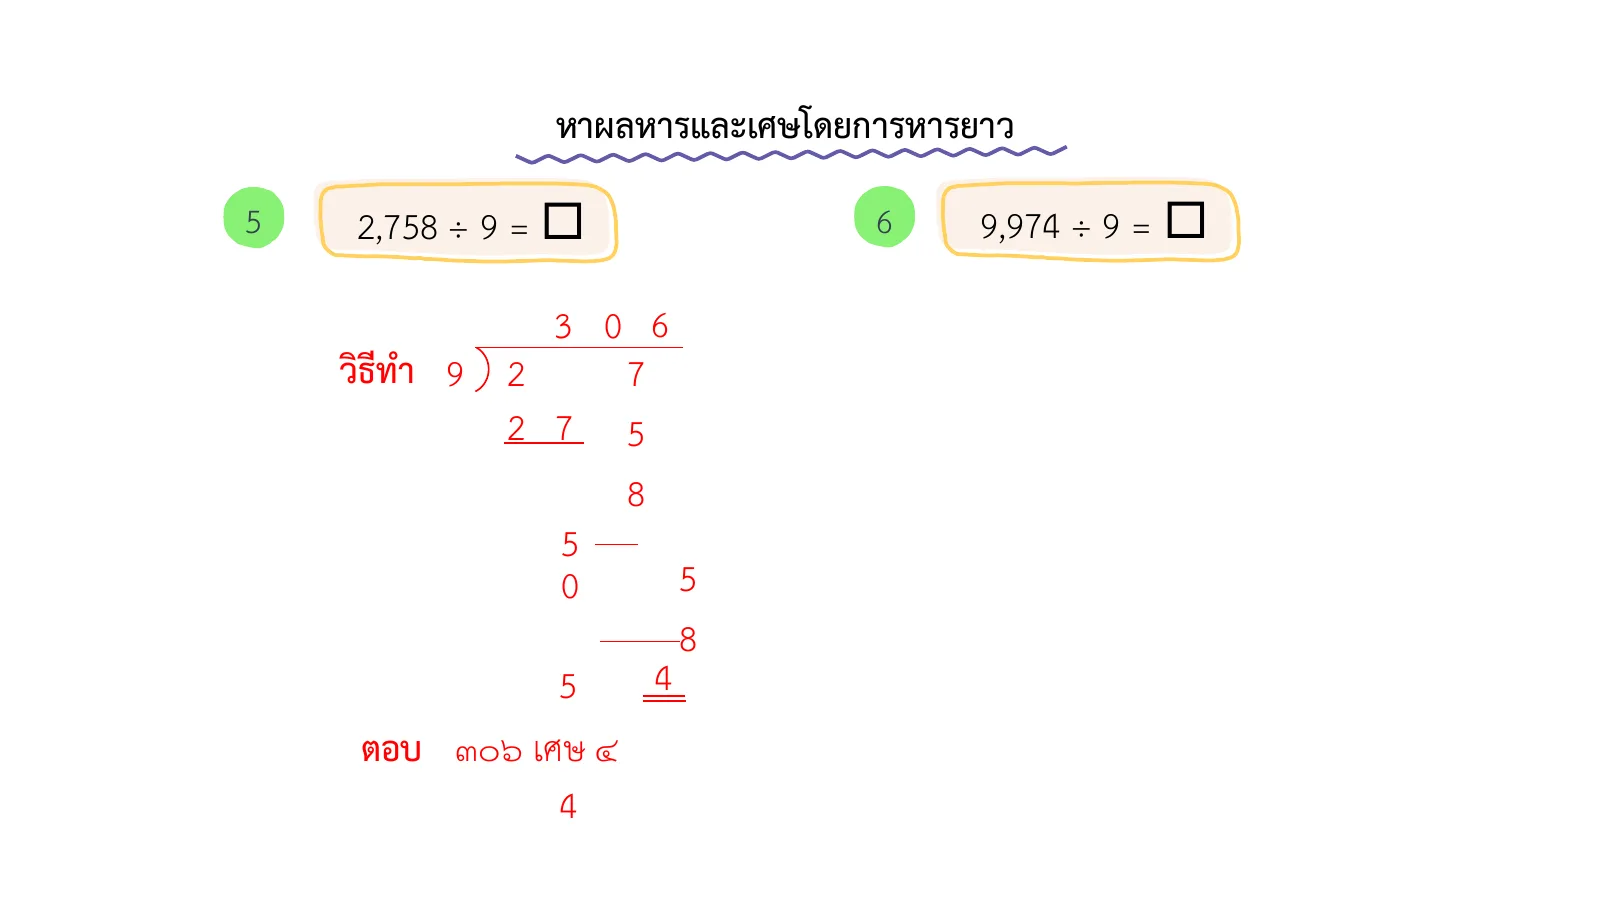 หาผลหารและเศษโดยการหารยาว
5 2,758 ÷ 9 = □
6 9,974 ÷ 9 = □
3 0 6
วิธีทำ 9 ) 2 7
2 7 5
8
5
0 5
8
5 4
ตอบ ๓๐๖ เศษ ๔
4